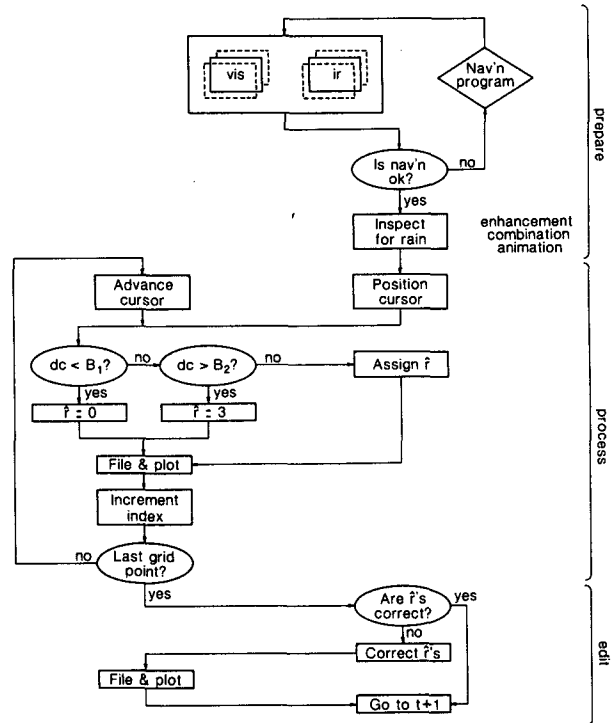 vis
ir
Nav'n
program
Is nav'n
ok?
no
yes
Inspect
for rain
enhancement
combination
animation
prepare
Advance
cursor
Position
cursor
dc < B₁?
no
dc > B₂?
no
Assign r̂
yes
yes
r̂ = 0
r̂ = 3
File & plot
Increment
index
process
Last grid
point?
no
yes
Are r̂'s
correct?
yes
no
Correct r̂'s
File & plot
Go to t+1
edit